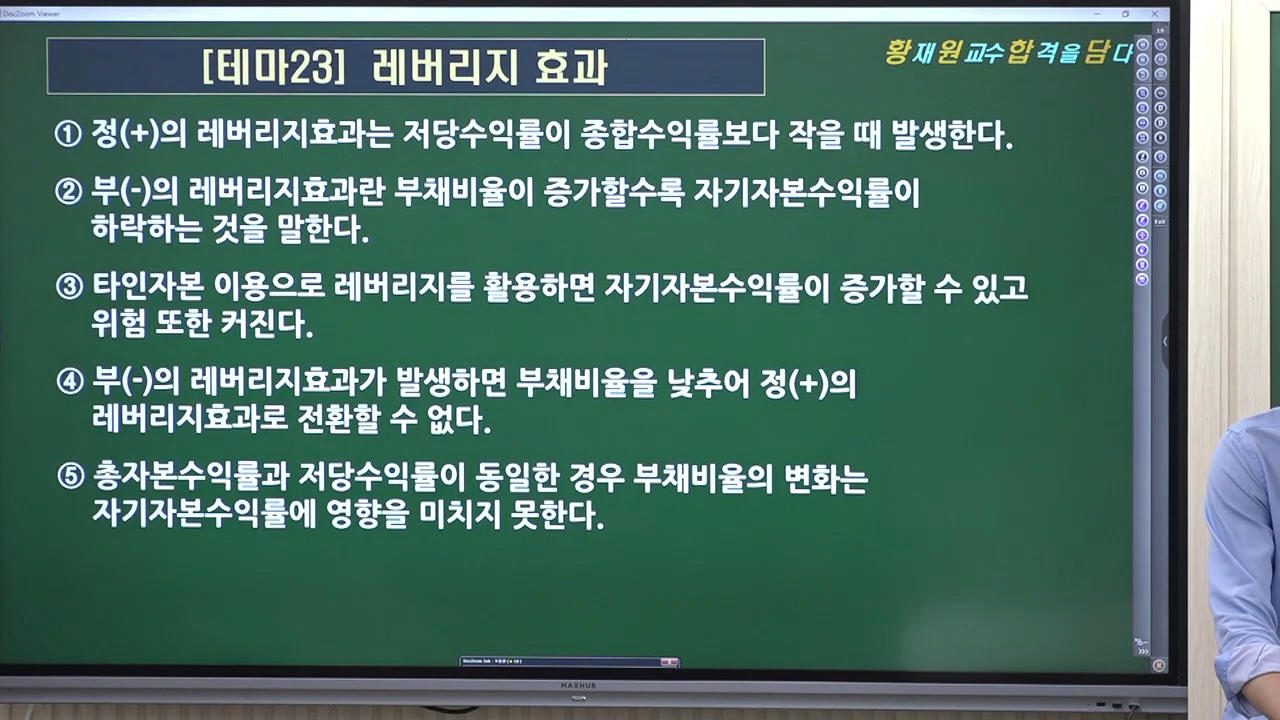 DocZoom Viewer
[테마23] 레버리지 효과
황재원교수합격을담다
① 정(+)의 레버리지효과는 저당수익률이 종합수익률보다 작을 때 발생한다.
② 부(-)의 레버리지효과란 부채비율이 증가할수록 자기자본수익률이
하락하는 것을 말한다.
③ 타인자본 이용으로 레버리지를 활용하면 자기자본수익률이 증가할 수 있고
위험 또한 커진다.
④ 부(-)의 레버리지효과가 발생하면 부채비율을 낮추어 정(+)의
레버리지효과로 전환할 수 없다.
⑤ 총자본수익률과 저당수익률이 동일한 경우 부채비율의 변화는
자기자본수익률에 영향을 미치지 못한다.
Exit
MAXHUB